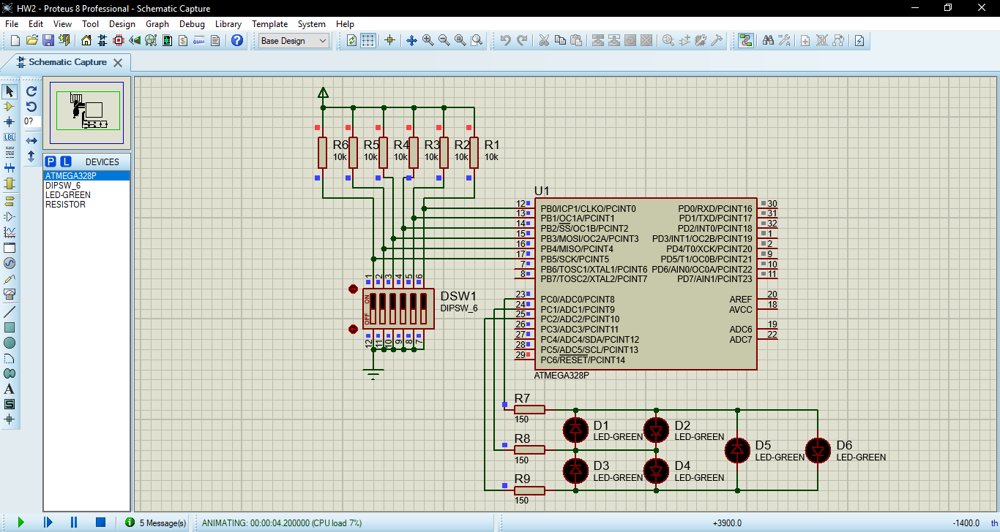 HW2 - Proteus 8 Professional - Schematic Capture
File Edit View Tool Design Graph Debug Library Template System Help
Base Design
Schematic Capture
0?
LBL
A
S
P L DEVICES
ATMEGA328P
DIPSW_6
LED-GREEN
RESISTOR
R6 R5 R4 R3 R2 R1
10k 10k 10k 10k 10k 10k
U1
12 PB0/ICP1/CLKO/PCINT0 PD0/RXD/PCINT16 30
13 PB1/OC1A/PCINT1 PD1/TXD/PCINT17 31
14 PB2/SS/OC1B/PCINT2 PD2/INT0/PCINT18 32
15 PB3/MOSI/OC2A/PCINT3 PD3/INT1/OC2B/PCINT19 1
16 PB4/MISO/PCINT4 PD4/T0/XCK/PCINT20 2
17 PB5/SCK/PCINT5 PD5/T1/OC0B/PCINT21 9
7 PB6/TOSC1/XTAL1/PCINT6 PD6/AIN0/OC0A/PCINT22 10
8 PB7/TOSC2/XTAL2/PCINT7 PD7/AIN1/PCINT23 11
23 PC0/ADC0/PCINT8 AREF 20
24 PC1/ADC1/PCINT9 AVCC 18
25 PC2/ADC2/PCINT10
26 PC3/ADC3/PCINT11 ADC6 19
27 PC4/ADC4/SDA/PCINT12 ADC7 22
28 PC5/ADC5/SCL/PCINT13
29 PC6/RESET/PCINT14
ATMEGA328P
1 2 3 4 5 6
ON
OFF
DSW1
DIPSW_6
12 11 10 9 8 7
R7
150
D1
LED-GREEN
D2
LED-GREEN
R8
150
D5
LED-GREEN
D6
LED-GREEN
D3
LED-GREEN
D4
LED-GREEN
R9
150
5 Message(s)
ANIMATING: 00:00:04.200000 (CPU load 7%)
+3900.0
-1400.0 th